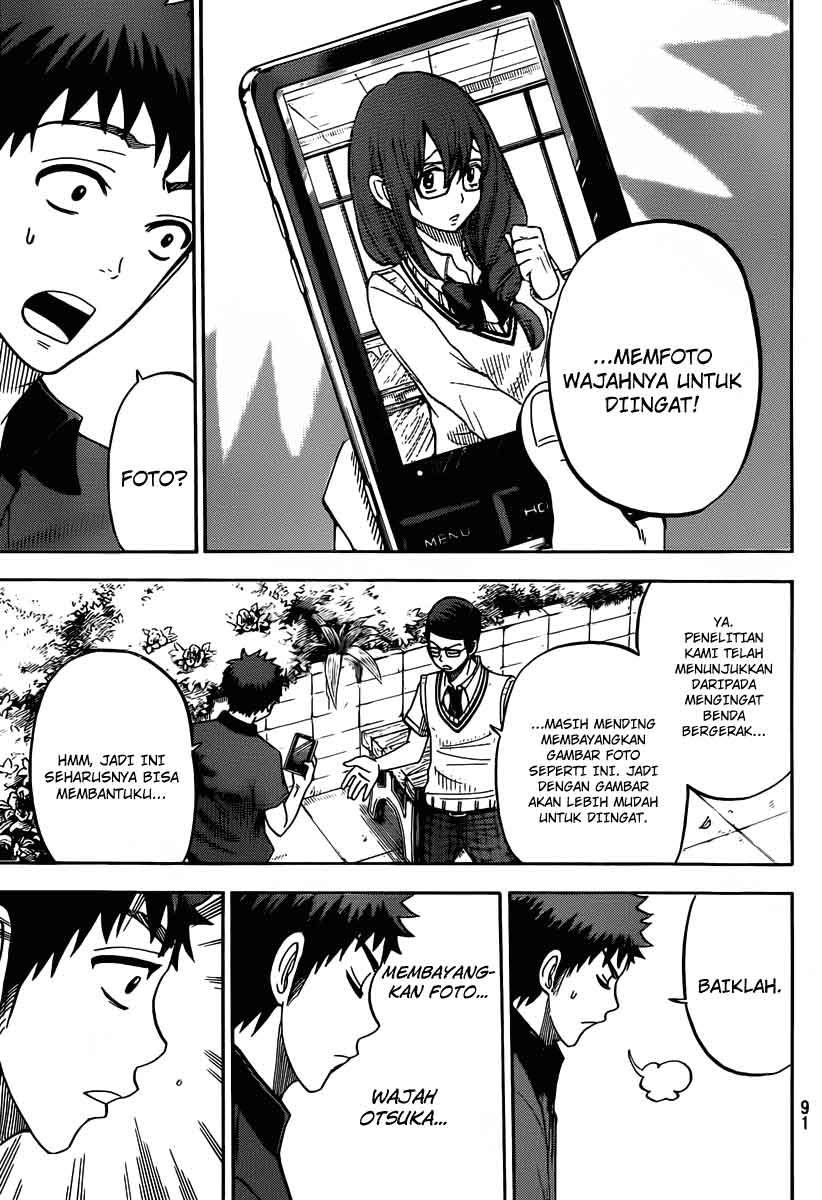 ...MEMFOTO
WAJAHNYA UNTUK
DIINGAT!
MENU
HO
FOTO?
YA.
PENELITIAN
KAMI TELAH
MENUNJUKKAN
DARIPADA
MENGINGAT
BENDA
BERGERAK...
...MASIH MENDING
MEMBAYANGKAN
GAMBAR FOTO
SEPERTI INI. JADI
DENGAN GAMBAR
AKAN LEBIH MUDAH
UNTUK DIINGAT.
HMM, JADI INI
SEHARUSNYA BISA
MEMBANTUKU...
BAIKLAH.
MEMBAYANG-
KAN FOTO...
WAJAH
OTSUKA...
91